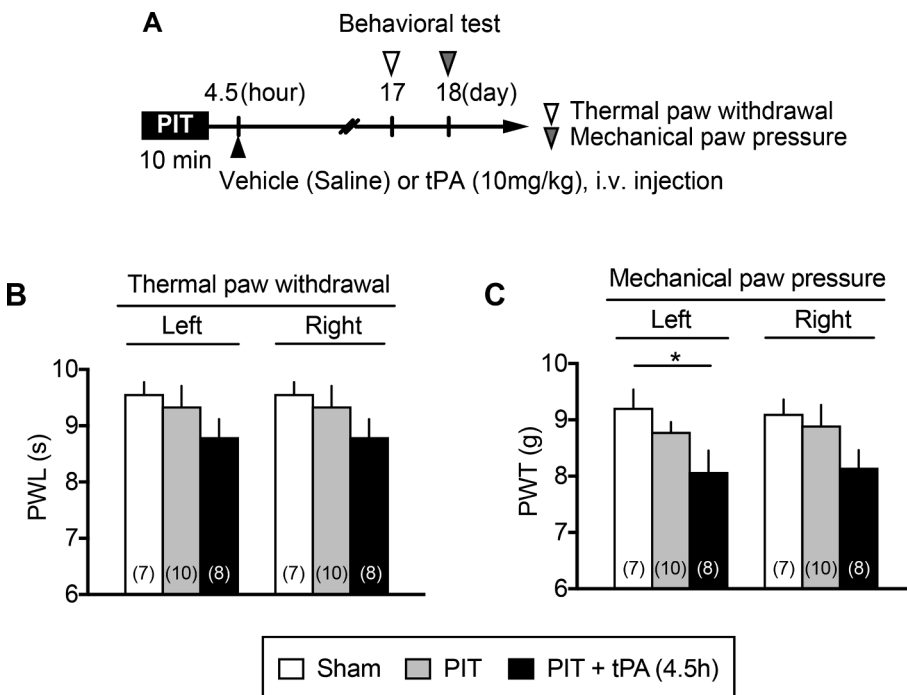 A
Behavioral test
4.5(hour) 17 18(day)
PIT
10 min
Thermal paw withdrawal
Mechanical paw pressure
Vehicle (Saline) or tPA (10mg/kg), i.v. injection
B
Thermal paw withdrawal
Left Right
PWL (s)
10
9
8
7
6
(7) (10) (8) (7) (10) (8)
C
Mechanical paw pressure
Left Right
*
PWT (g)
10
9
8
7
6
(7) (10) (8) (7) (10) (8)
Sham PIT PIT + tPA (4.5h)